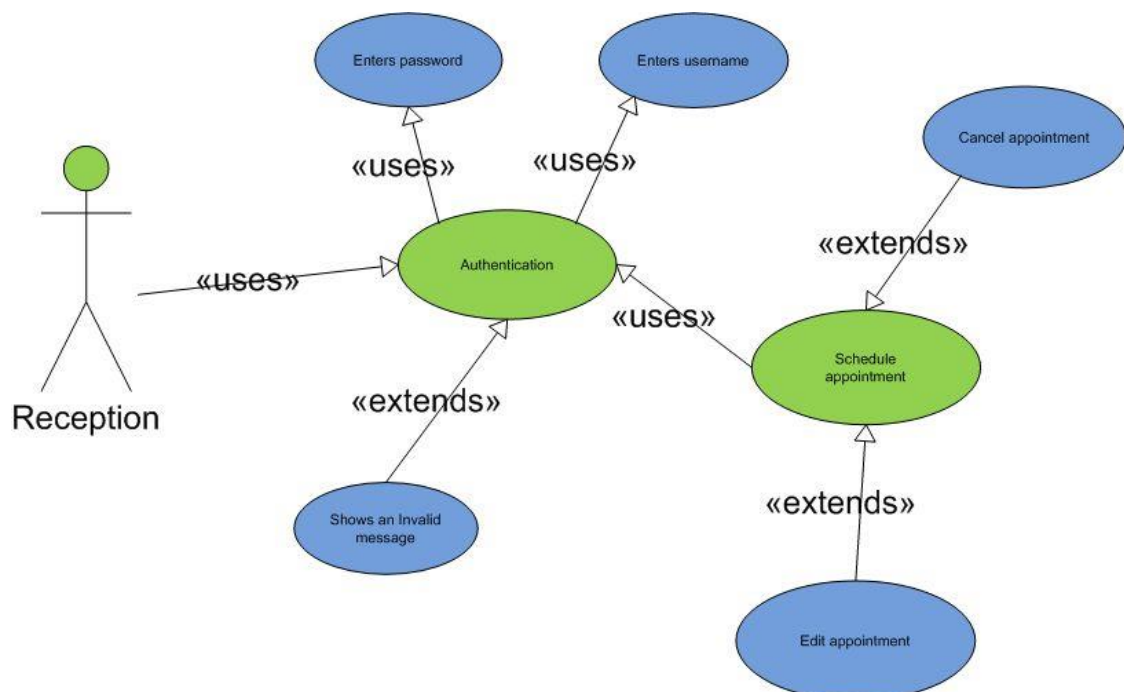 Enters password
Enters username
Cancel appointment
«uses»
«uses»
«extends»
Authentication
«uses»
«uses»
Schedule
appointment
«extends»
Reception
«extends»
Shows an Invalid
message
Edit appointment